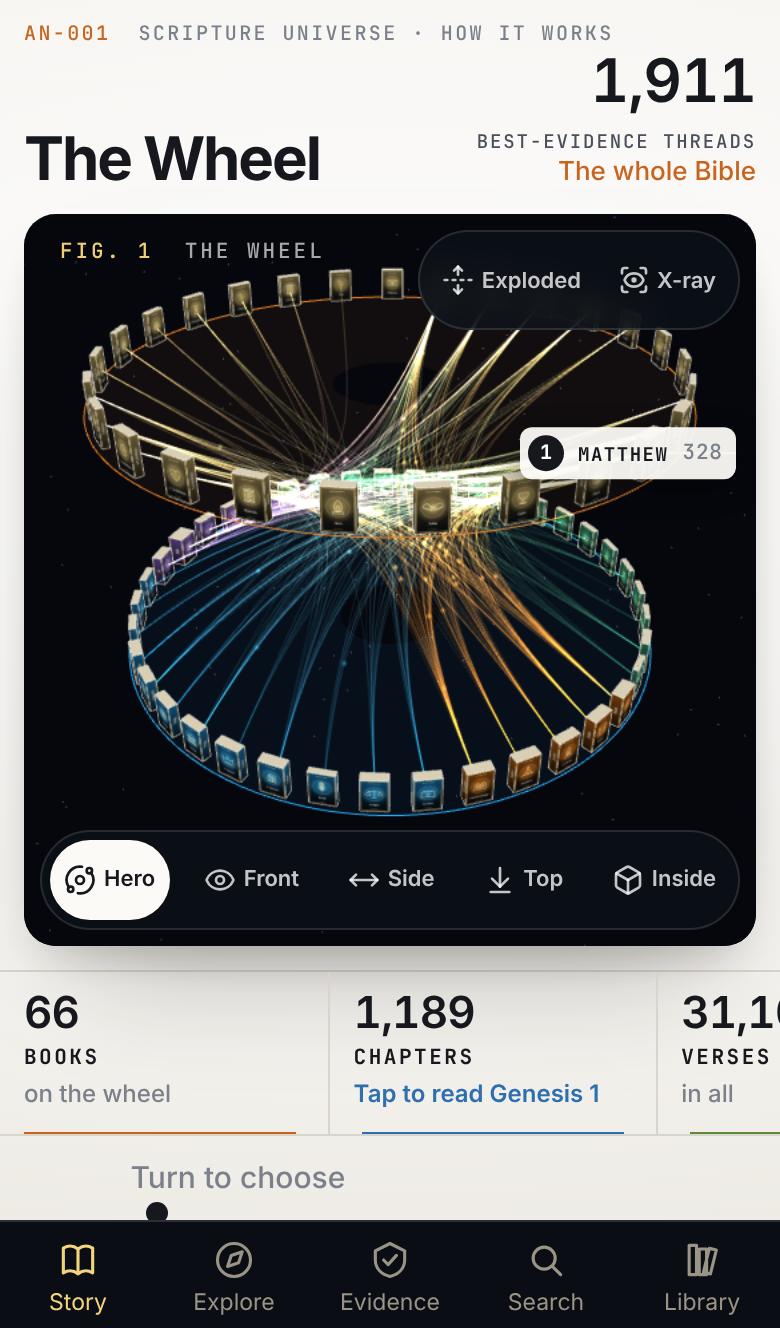 AN-001 SCRIPTURE UNIVERSE · HOW IT WORKS
1,911
The Wheel
BEST-EVIDENCE THREADS
The whole Bible
FIG. 1 THE WHEEL
Exploded X-ray
1 MATTHEW 328
Hero Front Side Top Inside
66
BOOKS
on the wheel
1,189
CHAPTERS
Tap to read Genesis 1
VERSES
in all
Turn to choose
Story Explore Evidence Search Library